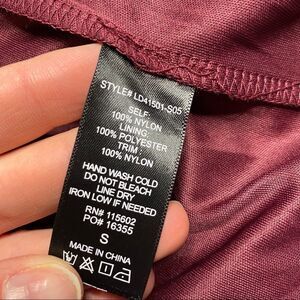 STYLE# LD41501-S05
SELF:
100% NYLON
LINING:
100% POLYESTER
TRIM:
100% NYLON
HAND WASH COLD
DO NOT BLEACH
LINE DRY
IRON LOW IF NEEDED
RN# 115602
PO# 16355
S
MADE IN CHINA